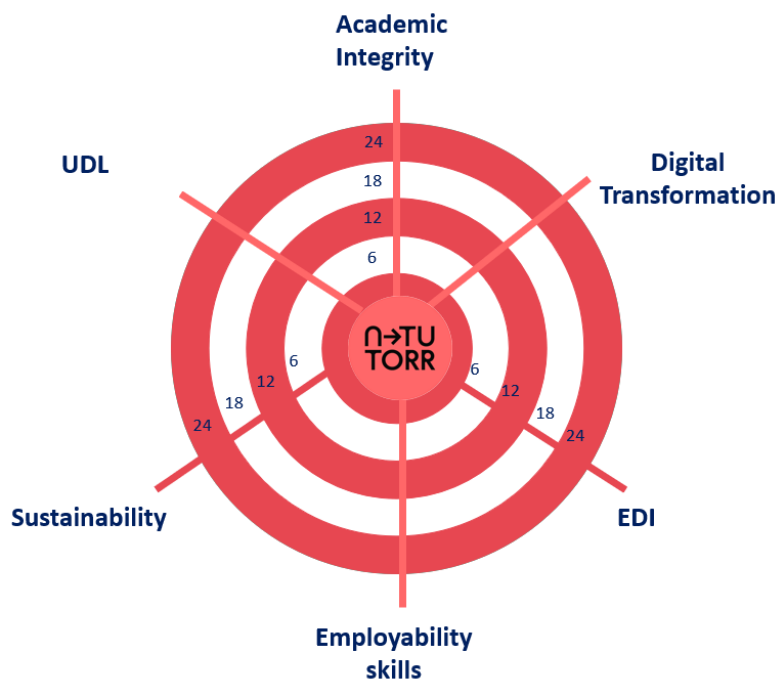 Academic
Integrity
UDL
Digital
Transformation
24
18
12
6
N→TU
TORR
6
12
18
24
6
12
18
24
Sustainability
EDI
Employability
skills